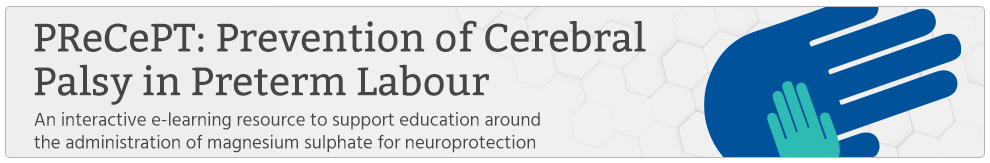 PReCePT: Prevention of Cerebral
Palsy in Preterm Labour
An interactive e-learning resource to support education around
the administration of magnesium sulphate for neuroprotection